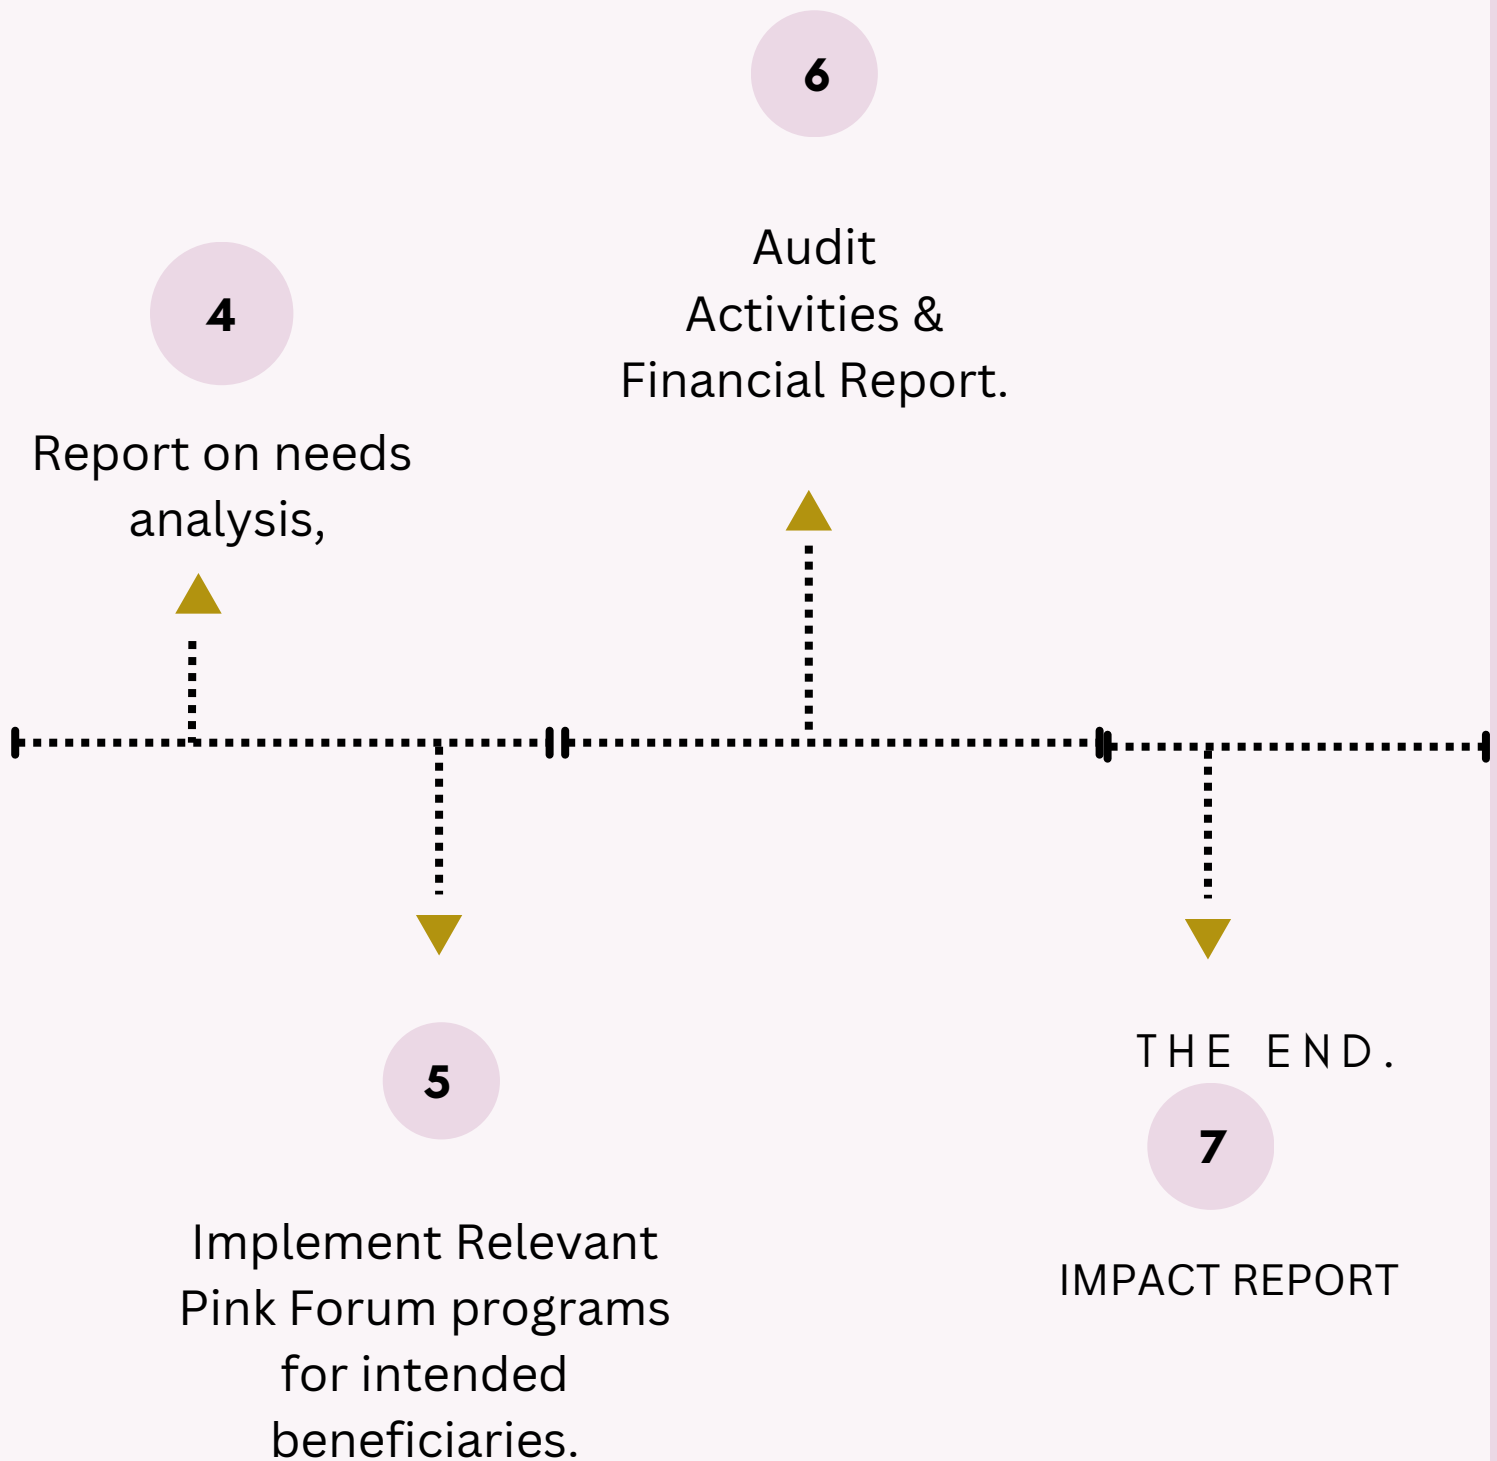 4
Report on needs
analysis,
5
Implement Relevant
Pink Forum programs
for intended
beneficiaries.
6
Audit
Activities &
Financial Report.
THE END.
7
IMPACT REPORT